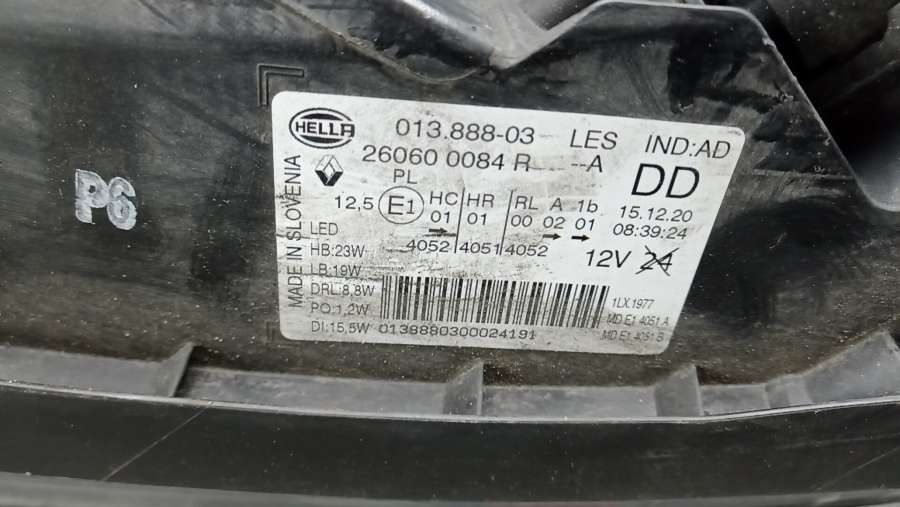 HELLA
013.888-03 LES IND:AD
26060 0084 R --A DD
PL
12,5 E1 HC HR RL A 1b
01 01 00 02 01
4052 4051 4052
15.12.20
08:39:24
12V 24
MADE IN SLOVENIA
LED
HB:23W
LB:19W
DRL:8,8W
PO:1,2W
DI:15,5W
0138880300024191
1LX.1977
MD E1 4051 A
MD E1 4051 B
P6